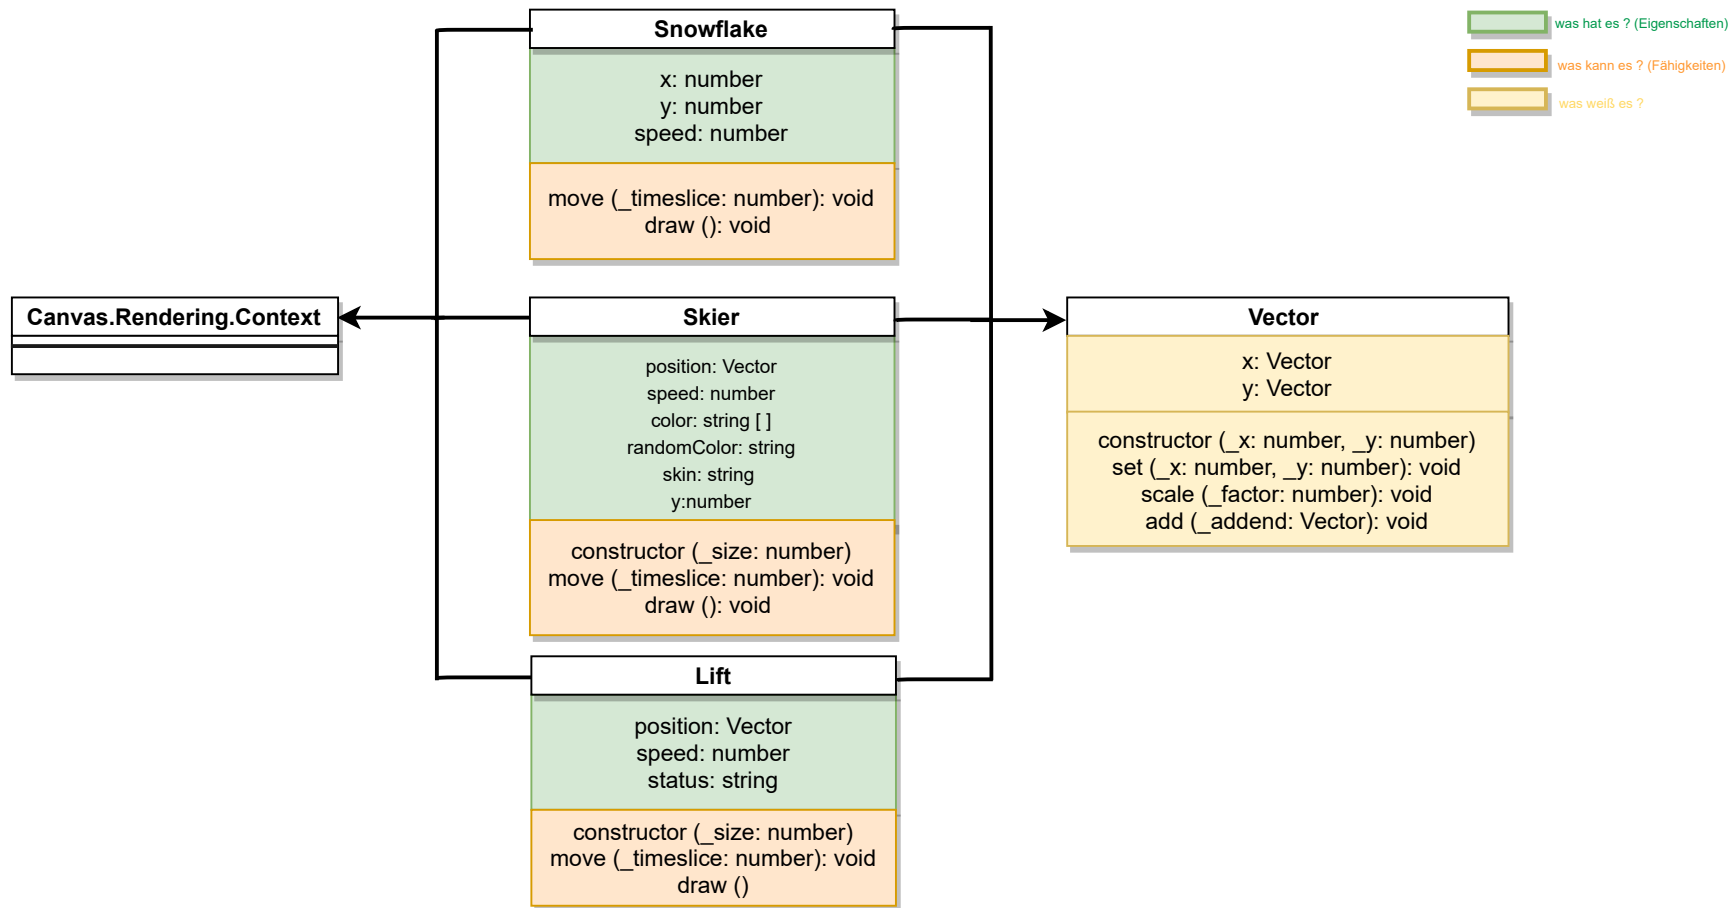 Snowflake
x: number
y: number
speed: number
move (_timeslice: number): void
draw (): void
was hat es ? (Eigenschaften)
was kann es ? (Fähigkeiten)
was weiß es ?
Canvas.Rendering.Context
Skier
position: Vector
speed: number
color: string [ ]
randomColor: string
skin: string
y:number
constructor (_size: number)
move (_timeslice: number): void
draw (): void
Vector
x: Vector
y: Vector
constructor (_x: number, _y: number)
set (_x: number, _y: number): void
scale (_factor: number): void
add (_addend: Vector): void
Lift
position: Vector
speed: number
status: string
constructor (_size: number)
move (_timeslice: number): void
draw ()